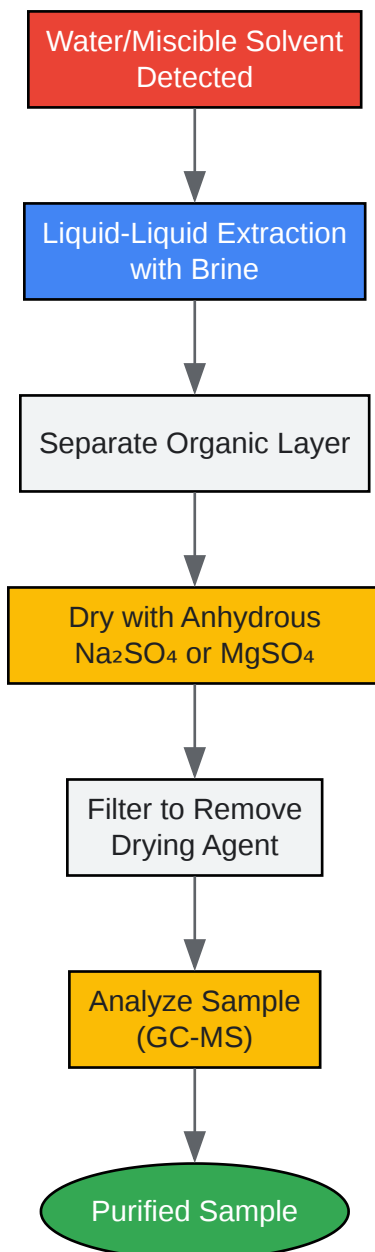 Water/Miscible Solvent
Detected
Liquid-Liquid Extraction
with Brine
Separate Organic Layer
Dry with Anhydrous
Na₂SO₄ or MgSO₄
Filter to Remove
Drying Agent
Analyze Sample
(GC-MS)
Purified Sample